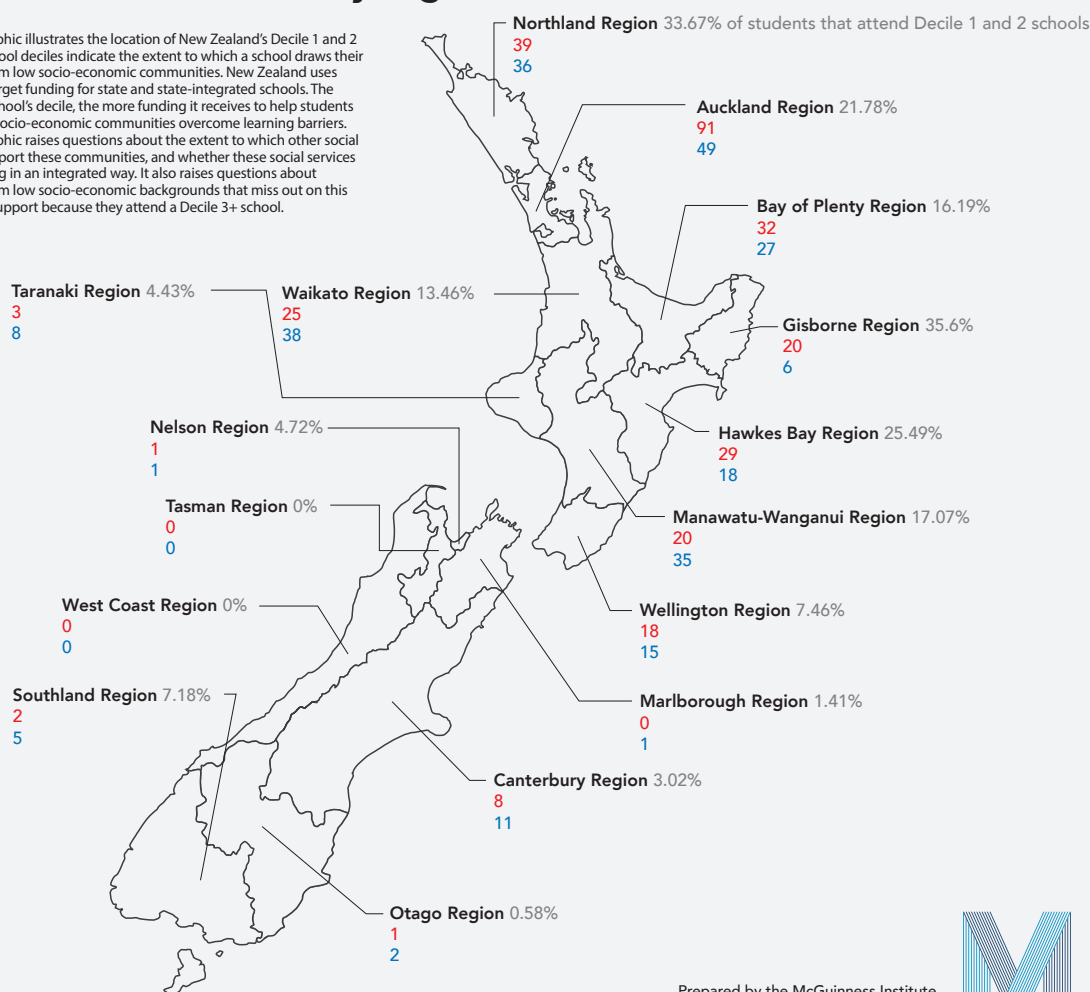 Northland Region 33.67% of students that attend Decile 1 and 2 schools
39
36
phic illustrates the location of New Zealand's Decile 1 and 2
ool deciles indicate the extent to which a school draws their
m low socio-economic communities. New Zealand uses
rget funding for state and state-integrated schools. The
hool's decile, the more funding it receives to help students
ocio-economic communities overcome learning barriers.
phic raises questions about the extent to which other social
port these communities, and whether these social services
g in an integrated way. It also raises questions about
m low socio-economic backgrounds that miss out on this
upport because they attend a Decile 3+ school.
Auckland Region 21.78%
91
49
Bay of Plenty Region 16.19%
32
27
Taranaki Region 4.43%
3
8
Waikato Region 13.46%
25
38
Gisborne Region 35.6%
20
6
Nelson Region 4.72%
1
1
Hawkes Bay Region 25.49%
29
18
Tasman Region 0%
0
0
Manawatu-Wanganui Region 17.07%
20
35
West Coast Region 0%
0
0
Wellington Region 7.46%
18
15
Southland Region 7.18%
2
5
Marlborough Region 1.41%
0
1
Canterbury Region 3.02%
8
11
Otago Region 0.58%
1
2
Prepared by the McGuinness Institute